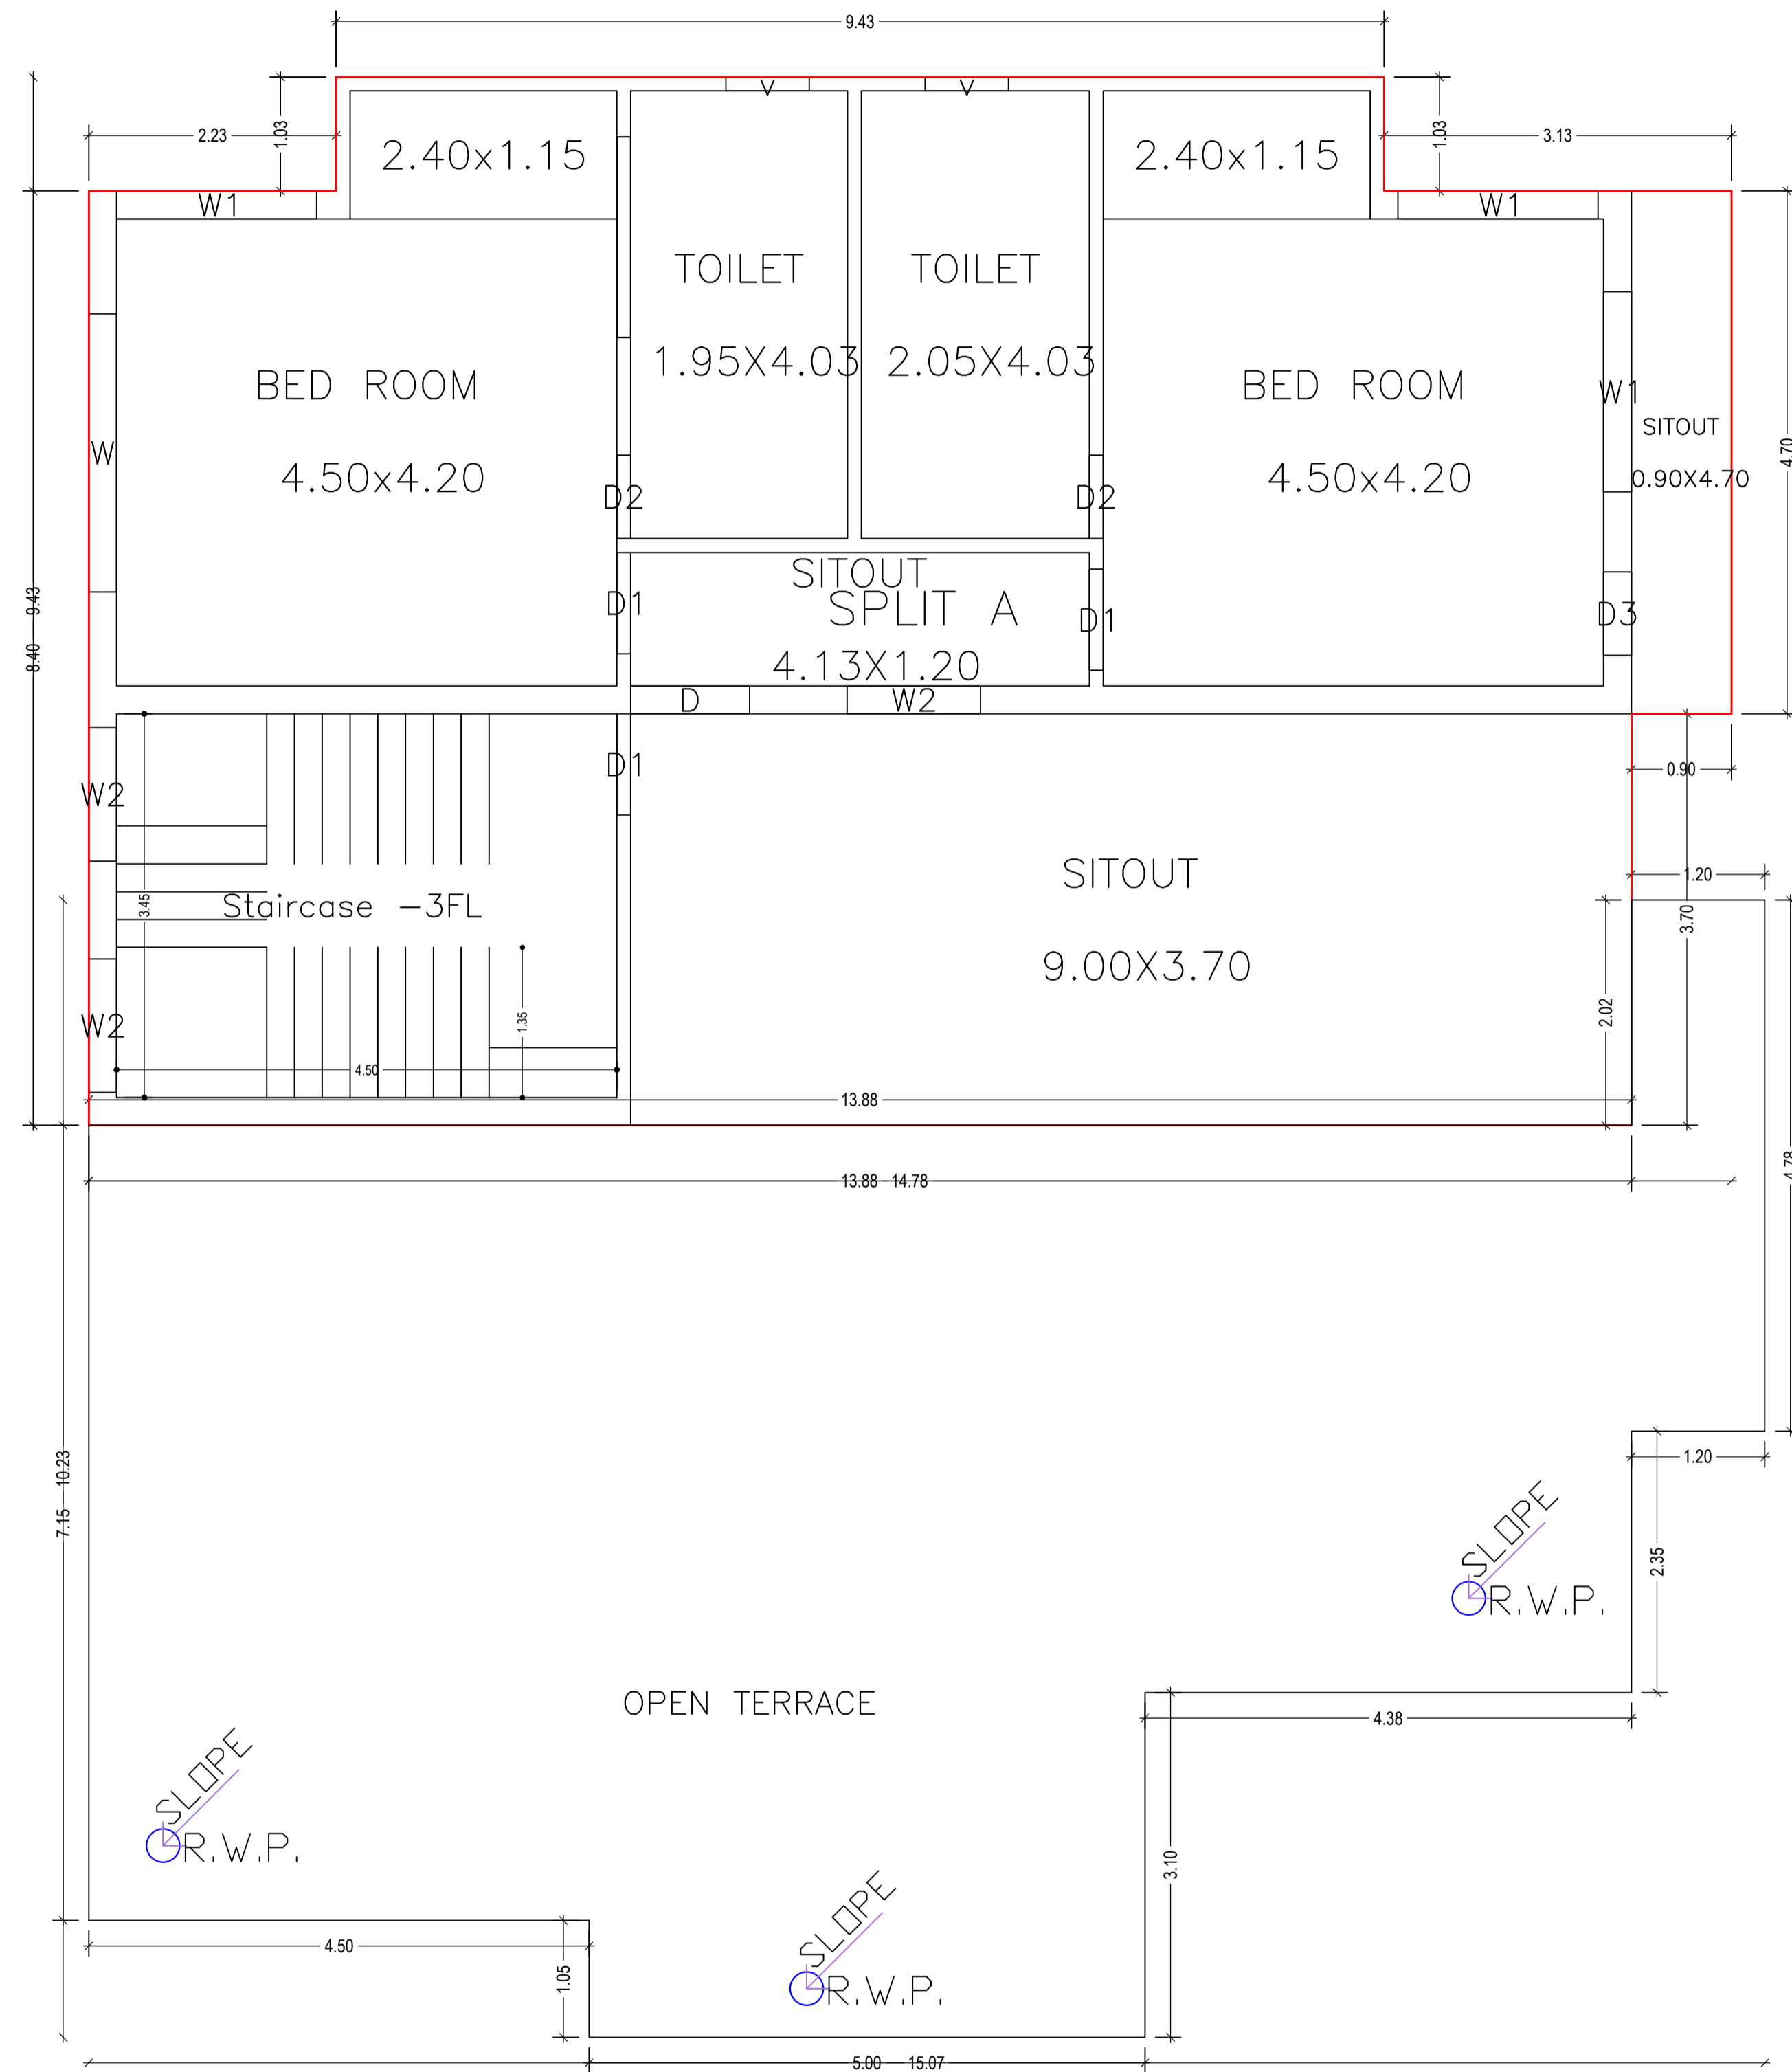 9.43
2.23
1.03
1.03
3.13
V
V
2.40x1.15
2.40x1.15
W1
W1
TOILET
TOILET
1.95X4.03
2.05X4.03
BED ROOM
BED ROOM
W1
W
4.50x4.20
4.50x4.20
SITOUT
0.90X4.70
4.70
D2
D2
SITOUT
SPLIT A
4.13X1.20
D1
D1
D3
9.43
8.40
D
W2
D1
0.90
W2
SITOUT
1.20
3.45
Staircase -3FL
3.70
9.00X3.70
2.02
W2
1.35
4.50
13.88
4.78
13.88
14.78
1.20
10.23
7.15
SLOPE
R.W.P.
2.35
OPEN TERRACE
4.38
SLOPE
R.W.P.
3.10
4.50
1.05
SLOPE
R.W.P.
5.00
15.07